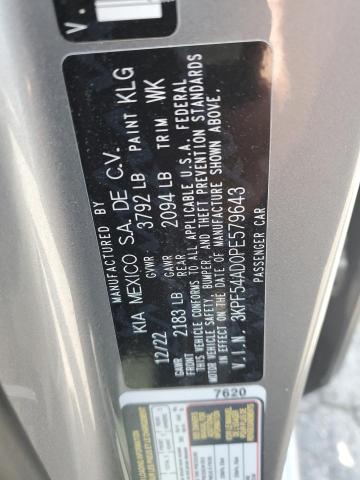 V.
KIA MEXICO S.A. DE C.V.
12/22 GVWR 3792 LB PAINT KLG
GAWR FRONT 2183 LB GAWR REAR 2094 LB TRIM WK
THIS VEHICLE CONFORMS TO ALL APPLICABLE U.S.A. FEDERAL
MOTOR VEHICLE SAFETY, BUMPER, AND THEFT PREVENTION STANDARDS
IN EFFECT ON THE DATE OF MANUFACTURE SHOWN ABOVE.
V.I.N. 3KPF54AD0PE579643
PASSENGER CAR
7620